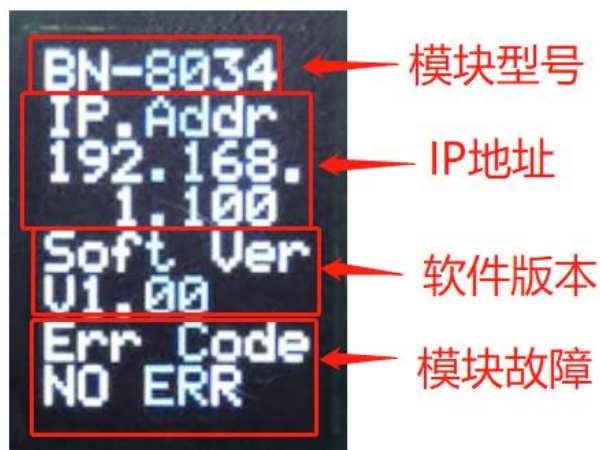 BN-8034
模块型号
IP.Addr
192.168.
1.100
IP地址
Soft Ver
V1.00
软件版本
Err Code
NO ERR
模块故障